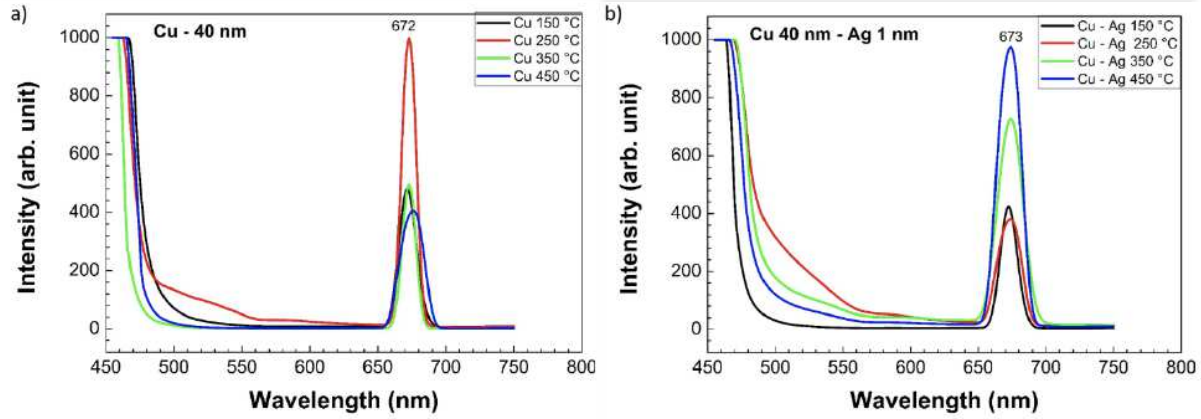 a)
Cu - 40 nm
672
Cu 150 °C
Cu 250 °C
Cu 350 °C
Cu 450 °C
1000
800
600
400
200
0
Intensity (arb. unit)
450 500 550 600 650 700 750 800
Wavelength (nm)
b)
Cu 40 nm - Ag 1 nm
673
Cu - Ag 150 °C
Cu - Ag 250 °C
Cu - Ag 350 °C
Cu - Ag 450 °C
1000
800
600
400
200
0
Intensity (arb. unit)
450 500 550 600 650 700 750 800
Wavelength (nm)